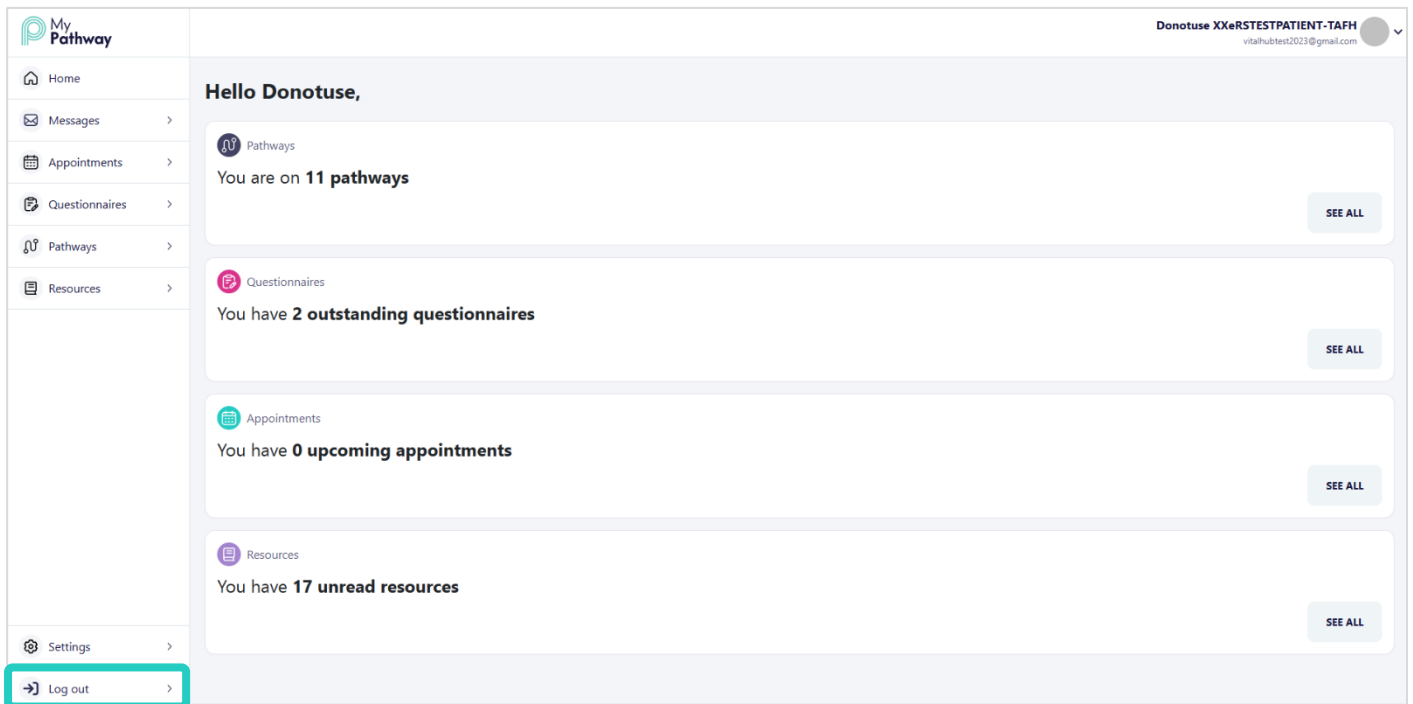 My
Pathway
Donotuse XXeRSTESTPATIENT-TAFH
vitalhubtest2023@gmail.com
Home
Messages
Appointments
Questionnaires
Pathways
Resources
Settings
Log out
Hello Donotuse,
Pathways
You are on 11 pathways
SEE ALL
Questionnaires
You have 2 outstanding questionnaires
SEE ALL
Appointments
You have 0 upcoming appointments
SEE ALL
Resources
You have 17 unread resources
SEE ALL